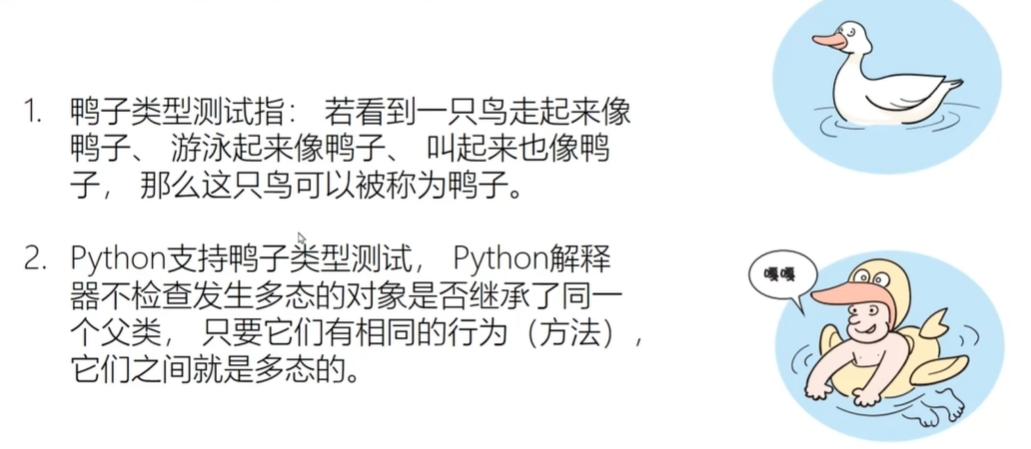 1. 鸭子类型测试指： 若看到一只鸟走起来像
鸭子、 游泳起来像鸭子、 叫起来也像鸭
子， 那么这只鸟可以被称为鸭子。
2. Python支持鸭子类型测试， Python解释
器不检查发生多态的对象是否继承了同一
个父类， 只要它们有相同的行为（方法），
它们之间就是多态的。
嘎嘎